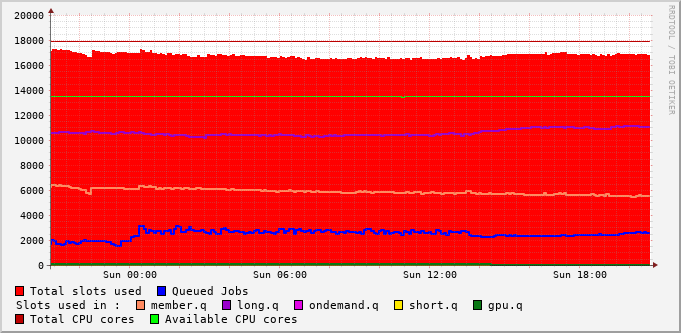 20000
18000
16000
14000
12000
10000
8000
6000
4000
2000
0
Sun 00:00 Sun 06:00 Sun 12:00 Sun 18:00
RRDTOOL / TOBI OETIKER
Total slots used Queued Jobs
Slots used in : member.q long.q ondemand.q short.q gpu.q
Total CPU cores Available CPU cores